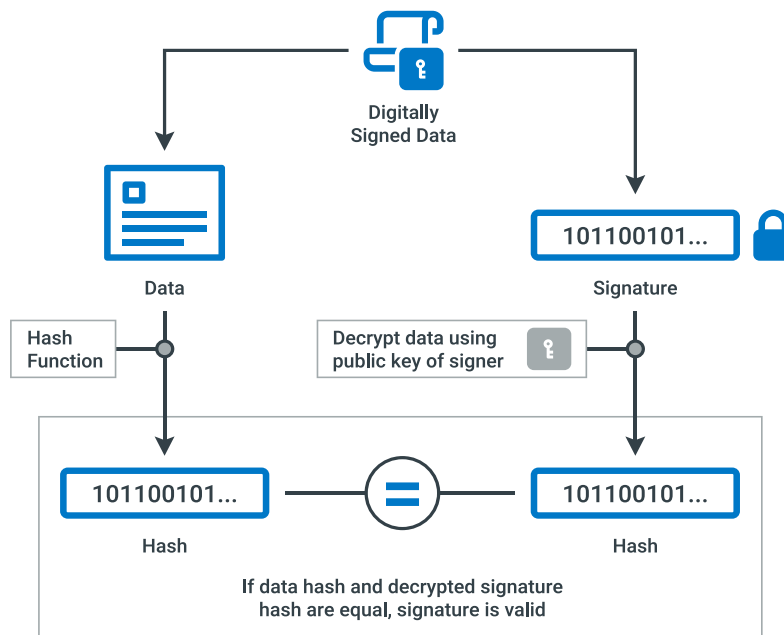 Digitally
Signed Data
101100101...
Data
Signature
Hash
Function
Decrypt data using
public key of signer
101100101...
101100101...
Hash
Hash
If data hash and decrypted signature
hash are equal, signature is valid